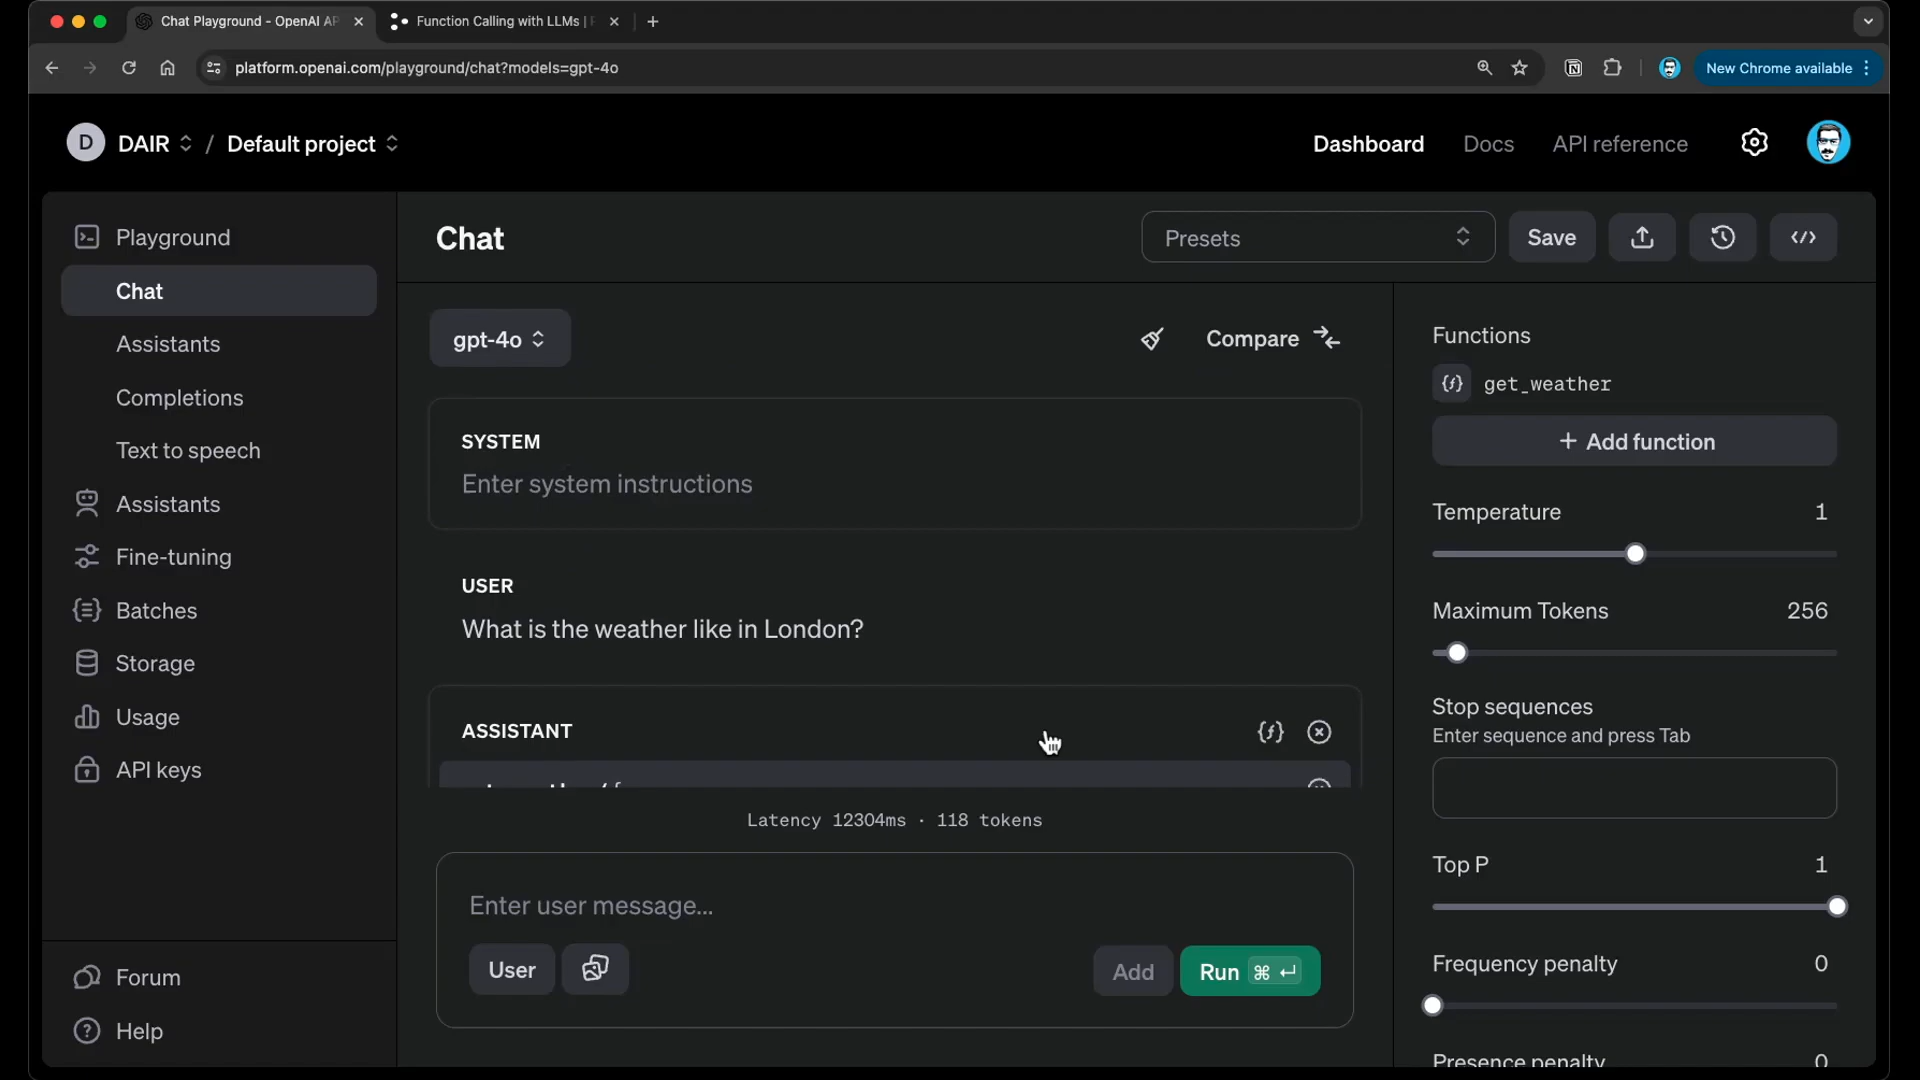 Chat Playground - OpenAI AP
Function Calling with LLMs |
platform.openai.com/playground/chat?models=gpt-4o
New Chrome available
D
DAIR / Default project
Dashboard
Docs
API reference
Playground
Chat
Assistants
Completions
Text to speech
Assistants
Fine-tuning
Batches
Storage
Usage
API keys
Forum
Help
Chat
Presets
Save
gpt-4o
Compare
SYSTEM
Enter system instructions
USER
What is the weather like in London?
ASSISTANT
Latency 12304ms · 118 tokens
Enter user message...
User
Add
Run ⌘ ↵
Functions
get_weather
+ Add function
Temperature 1
Maximum Tokens 256
Stop sequences
Enter sequence and press Tab
Top P 1
Frequency penalty 0
Presence penalty 0